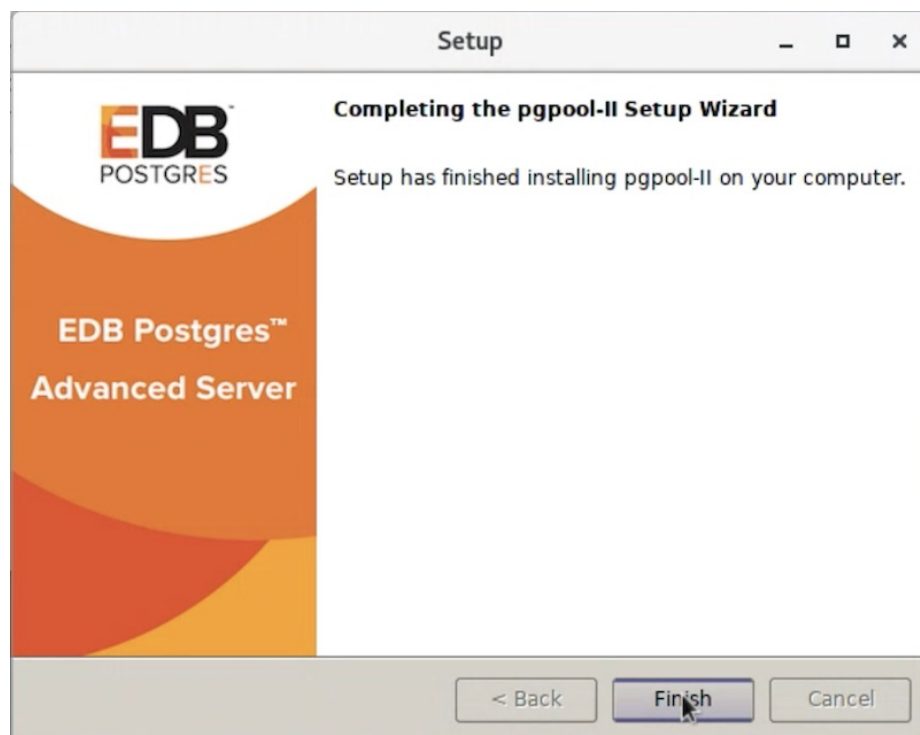 Setup
EDB
POSTGRES
Completing the pgpool-II Setup Wizard
Setup has finished installing pgpool-II on your computer.
EDB Postgres™
Advanced Server
< Back
Finish
Cancel